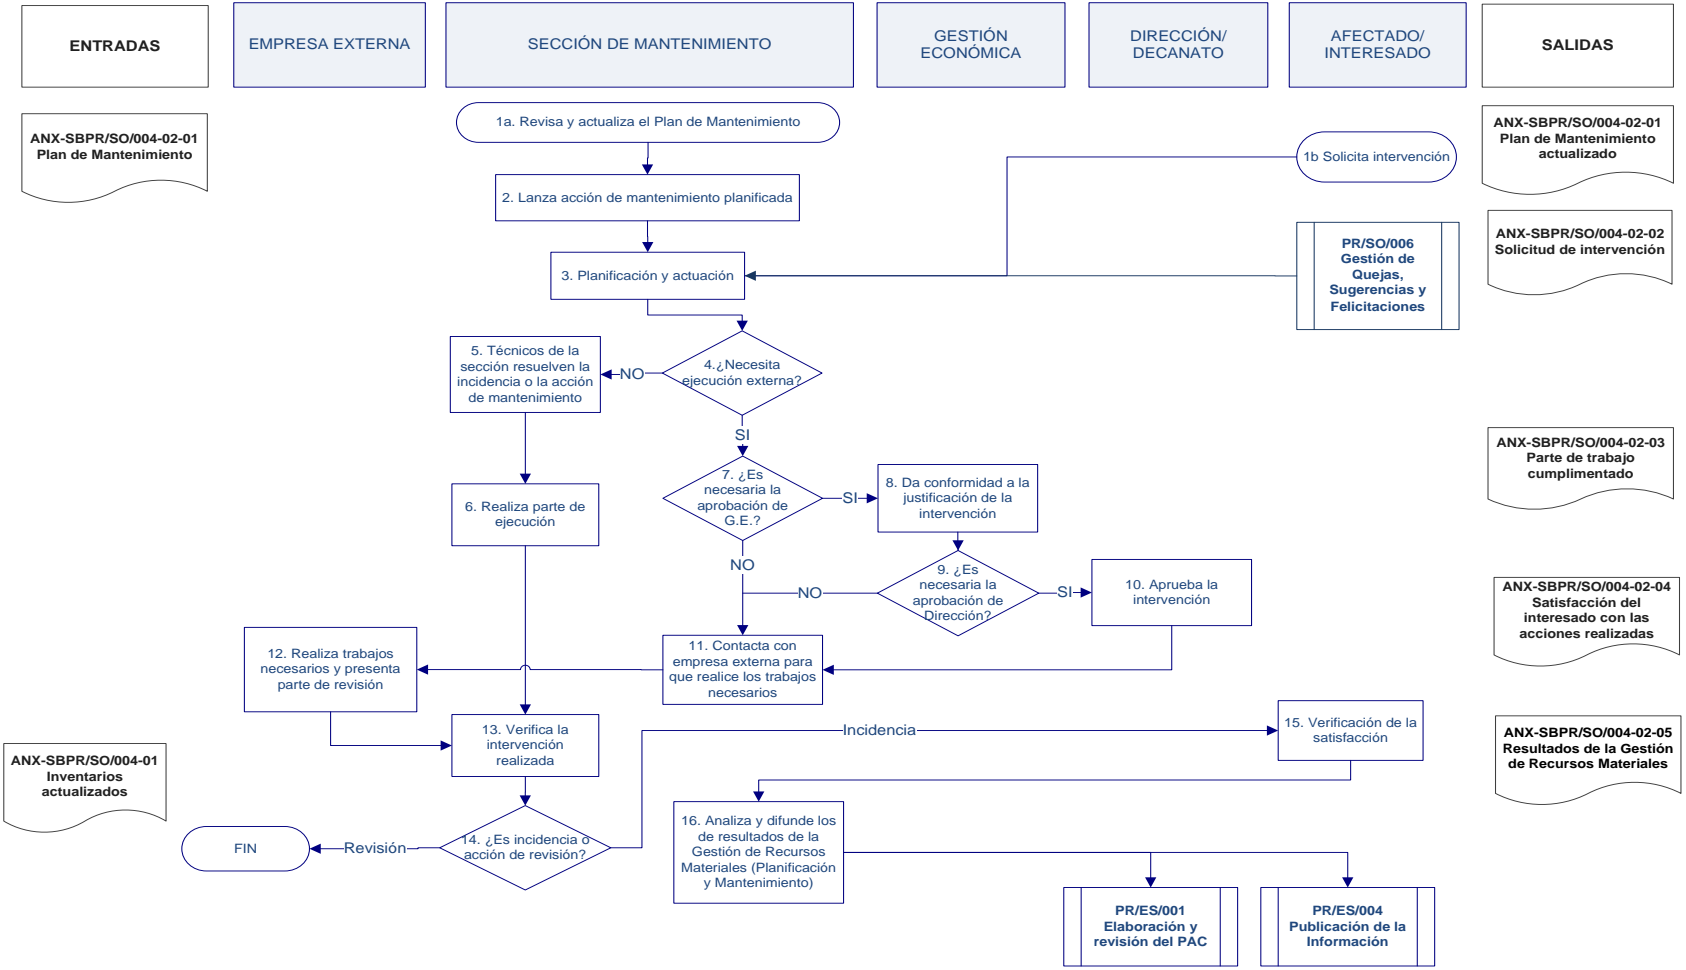 ENTRADAS
EMPRESA EXTERNA
SECCIÓN DE MANTENIMIENTO
GESTIÓN
ECONÓMICA
DIRECCIÓN/
DECANATO
AFECTADO/
INTERESADO
SALIDAS
ANX-SBPR/SO/004-02-01
Plan de Mantenimiento
1a. Revisa y actualiza el Plan de Mantenimiento
1b Solicita intervención
ANX-SBPR/SO/004-02-01
Plan de Mantenimiento
actualizado
2. Lanza acción de mantenimiento planificada
ANX-SBPR/SO/004-02-02
Solicitud de intervención
PR/SO/006
Gestión de
Quejas,
Sugerencias y
Felicitaciones
3. Planificación y actuación
5. Técnicos de la
sección resuelven la
incidencia o la acción
de mantenimiento
NO
4.¿Necesita
ejecución externa?
SI
ANX-SBPR/SO/004-02-03
Parte de trabajo
cumplimentado
6. Realiza parte de
ejecución
7. ¿Es
necesaria la
aprobación de
G.E.?
SI
8. Da conformidad a la
justificación de la
intervención
NO
NO
9. ¿Es
necesaria la
aprobación de
Dirección?
SI
10. Aprueba la
intervención
ANX-SBPR/SO/004-02-04
Satisfacción del
interesado con las
acciones realizadas
12. Realiza trabajos
necesarios y presenta
parte de revisión
11. Contacta con
empresa externa para
que realice los trabajos
necesarios
13. Verifica la
intervención
realizada
Incidencia
15. Verificación de la
satisfacción
ANX-SBPR/SO/004-02-05
Resultados de la Gestión
de Recursos Materiales
ANX-SBPR/SO/004-01
Inventarios
actualizados
FIN
Revisión
14. ¿Es incidencia o
acción de revisión?
16. Analiza y difunde los
de resultados de la
Gestión de Recursos
Materiales (Planificación
y Mantenimiento)
PR/ES/001
Elaboración y
revisión del PAC
PR/ES/004
Publicación de la
Información